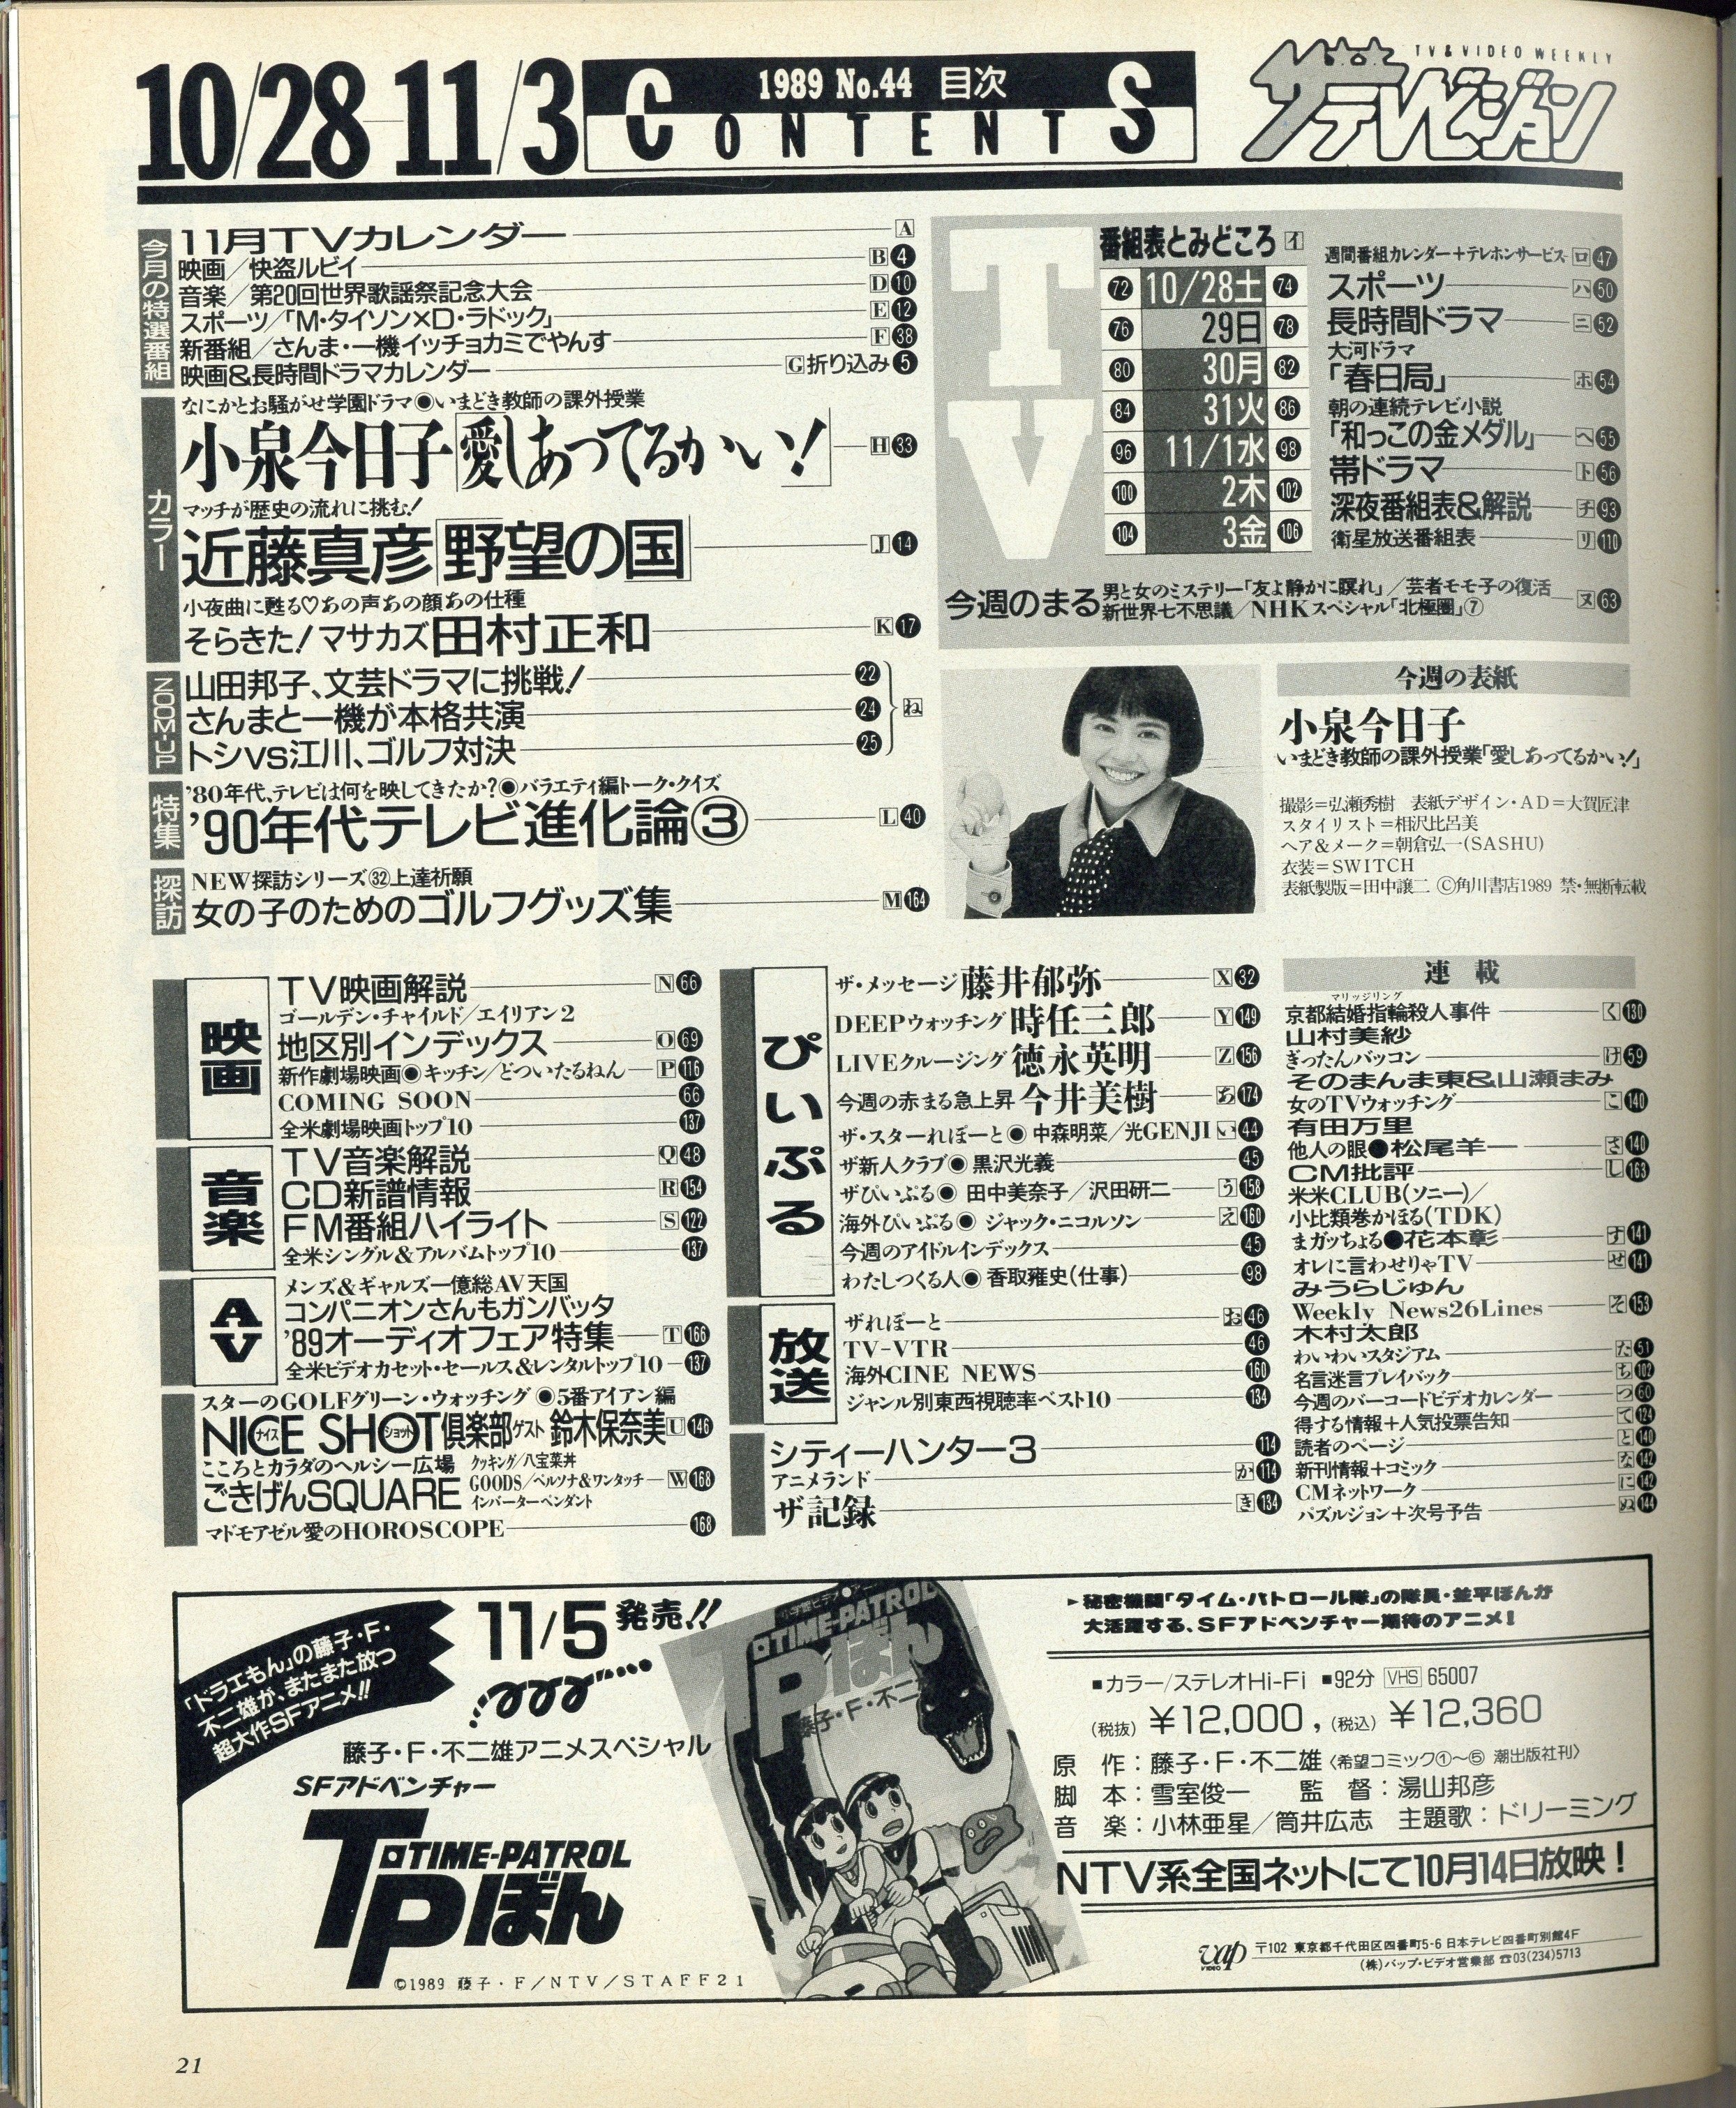 10/28-11/3
1989 No.44 目次
CONTENTS
TV & VIDEO WEEKLY
ザテレビジョン
今月の特選番組
11月TVカレンダー A
映画／快盗ルビイ B 4
音楽／第20回世界歌謡祭記念大会 D 10
スポーツ／「M・タイソン×D・ラドック」 E 12
新番組／さんま・一機イッチョカミでやんす F 38
映画&長時間ドラマカレンダー G 折り込み 5
カラー
なにかとお騒がせ学園ドラマ●いまどき教師の課外授業
小泉今日子「愛しあってるかい!」 H 33
マッチが歴史の流れに挑む!
近藤真彦「野望の国」 J 14
小夜曲に甦る♡あの声あの顔あの仕種
そらきた!マサカズ田村正和 K 17
ZOOM-UP
山田邦子、文芸ドラマに挑戦! 22
さんまと一機が本格共演 24
トシvs江川、ゴルフ対決 25
ね
特集
'80年代、テレビは何を映してきたか?●バラエティ編トーク・クイズ
'90年代テレビ進化論③ L 40
探訪
NEW探訪シリーズ㉜上達祈願
女の子のためのゴルフグッズ集 M 164
TV
番組表とみどころ イ
72 10/28土 74
76 29日 78
80 30月 82
84 31火 86
96 11/1水 98
100 2木 102
104 3金 106
週間番組カレンダー+テレホンサービス ロ 47
スポーツ ハ 50
長時間ドラマ ニ 52
大河ドラマ
「春日局」 ホ 54
朝の連続テレビ小説
「和っこの金メダル」 ヘ 55
帯ドラマ ト 56
深夜番組表&解説 チ 93
衛星放送番組表 リ 110
今週のまる
男と女のミステリー「友よ静かに瞑れ」／芸者モモ子の復活
新世界七不思議／NHKスペシャル「北極圏」⑦ ヌ 63
今週の表紙
小泉今日子
いまどき教師の課外授業「愛しあってるかい!」
撮影＝弘瀬秀樹 表紙デザイン・AD＝大賀匠津
スタイリスト＝相沢比呂美
ヘア&メーク＝朝倉弘一(SASHU)
衣装＝SWITCH
表紙製版＝田中譲二 ©角川書店1989 禁・無断転載
映画
TV映画解説 N 66
ゴールデン・チャイルド／エイリアン2
地区別インデックス O 69
新作劇場映画●キッチン／どついたるねん P 116
COMING SOON 66
全米劇場映画トップ10 137
音楽
TV音楽解説 Q 48
CD新譜情報 R 154
FM番組ハイライト S 122
全米シングル&アルバムトップ10 137
AV
メンズ&ギャルズ一億総AV天国
コンパニオンさんもガンバッタ
'89オーディオフェア特集 T 166
全米ビデオカセット・セールス&レンタルトップ10 137
スターのGOLFグリーン・ウォッチング●5番アイアン編
NICE SHOT倶楽部ゲスト 鈴木保奈美 U 146
ナイス ショット
こころとカラダのヘルシー広場
ごきげんSQUARE
クッキング／八宝菜丼
GOODS／ペルソナ&ワンタッチ W 168
インバーターペンダント
マドモアゼル愛のHOROSCOPE 168
ぴいぷる
ザ・メッセージ 藤井郁弥 X 32
DEEPウォッチング 時任三郎 Y 149
LIVEクルージング 徳永英明 Z 156
今週の赤まる急上昇 今井美樹 あ 174
ザ・スターれぽーと● 中森明菜／光GENJI い 44
ザ新人クラブ● 黒沢光義 45
ザぴいぷる● 田中美奈子／沢田研二 う 158
海外ぴいぷる● ジャック・ニコルソン え 160
今週のアイドルインデックス 45
わたしつくる人● 香取雍史(仕事) 98
放送
ザれぽーと お 46
TV-VTR 46
海外CINE NEWS 160
ジャンル別東西視聴率ベスト10 134
シティーハンター3 114
アニメランド か 114
ザ記録 き 134
連載
マリッジリング
京都結婚指輪殺人事件 く 130
山村美紗
ぎったんバッコン け 59
そのまんま東&山瀬まみ
女のTVウォッチング こ 140
有田万里
他人の眼●松尾羊一 さ 140
CM批評 し 163
米米CLUB(ソニー)／
小比類巻かほる(TDK)
まガッちょる●花本彰 す 141
オレに言わせりゃTV せ 141
みうらじゅん
Weekly News26Lines そ 153
木村太郎
わいわいスタジアム た 51
名言迷言プレイバック ち 102
今週のバーコードビデオカレンダー つ 60
得する情報+人気投票告知 て 124
読者のページ と 140
新刊情報+コミック な 142
CMネットワーク に 142
パズルジョン+次号予告 ぬ 144
「ドラエもん」の藤子・F・
不二雄が、またまた放つ
超大作SFアニメ!!
11/5発売!!
藤子・F・不二雄アニメスペシャル
SFアドベンチャー
TIME-PATROL
TPぼん
©1989 藤子・F／NTV／STAFF21
TIME-PATROL
TPぼん
藤子・F・不二雄
▶秘密機関「タイム・パトロール隊」の隊員・並平ぼんが
大活躍する、SFアドベンチャー期待のアニメ!
■カラー/ステレオHi-Fi ■92分 VHS 65007
(税抜) ¥12,000, (税込) ¥12,360
原 作：藤子・F・不二雄〈希望コミック①〜⑤ 潮出版社刊〉
脚 本：雪室俊一 監 督：湯山邦彦
音 楽：小林亜星／筒井広志 主題歌：ドリーミング
NTV系全国ネットにて10月14日放映!
vap VIDEO
〒102 東京都千代田区四番町5-6 日本テレビ四番町別館4F
(株)バップ・ビデオ営業部 ☎03(234)5713
21